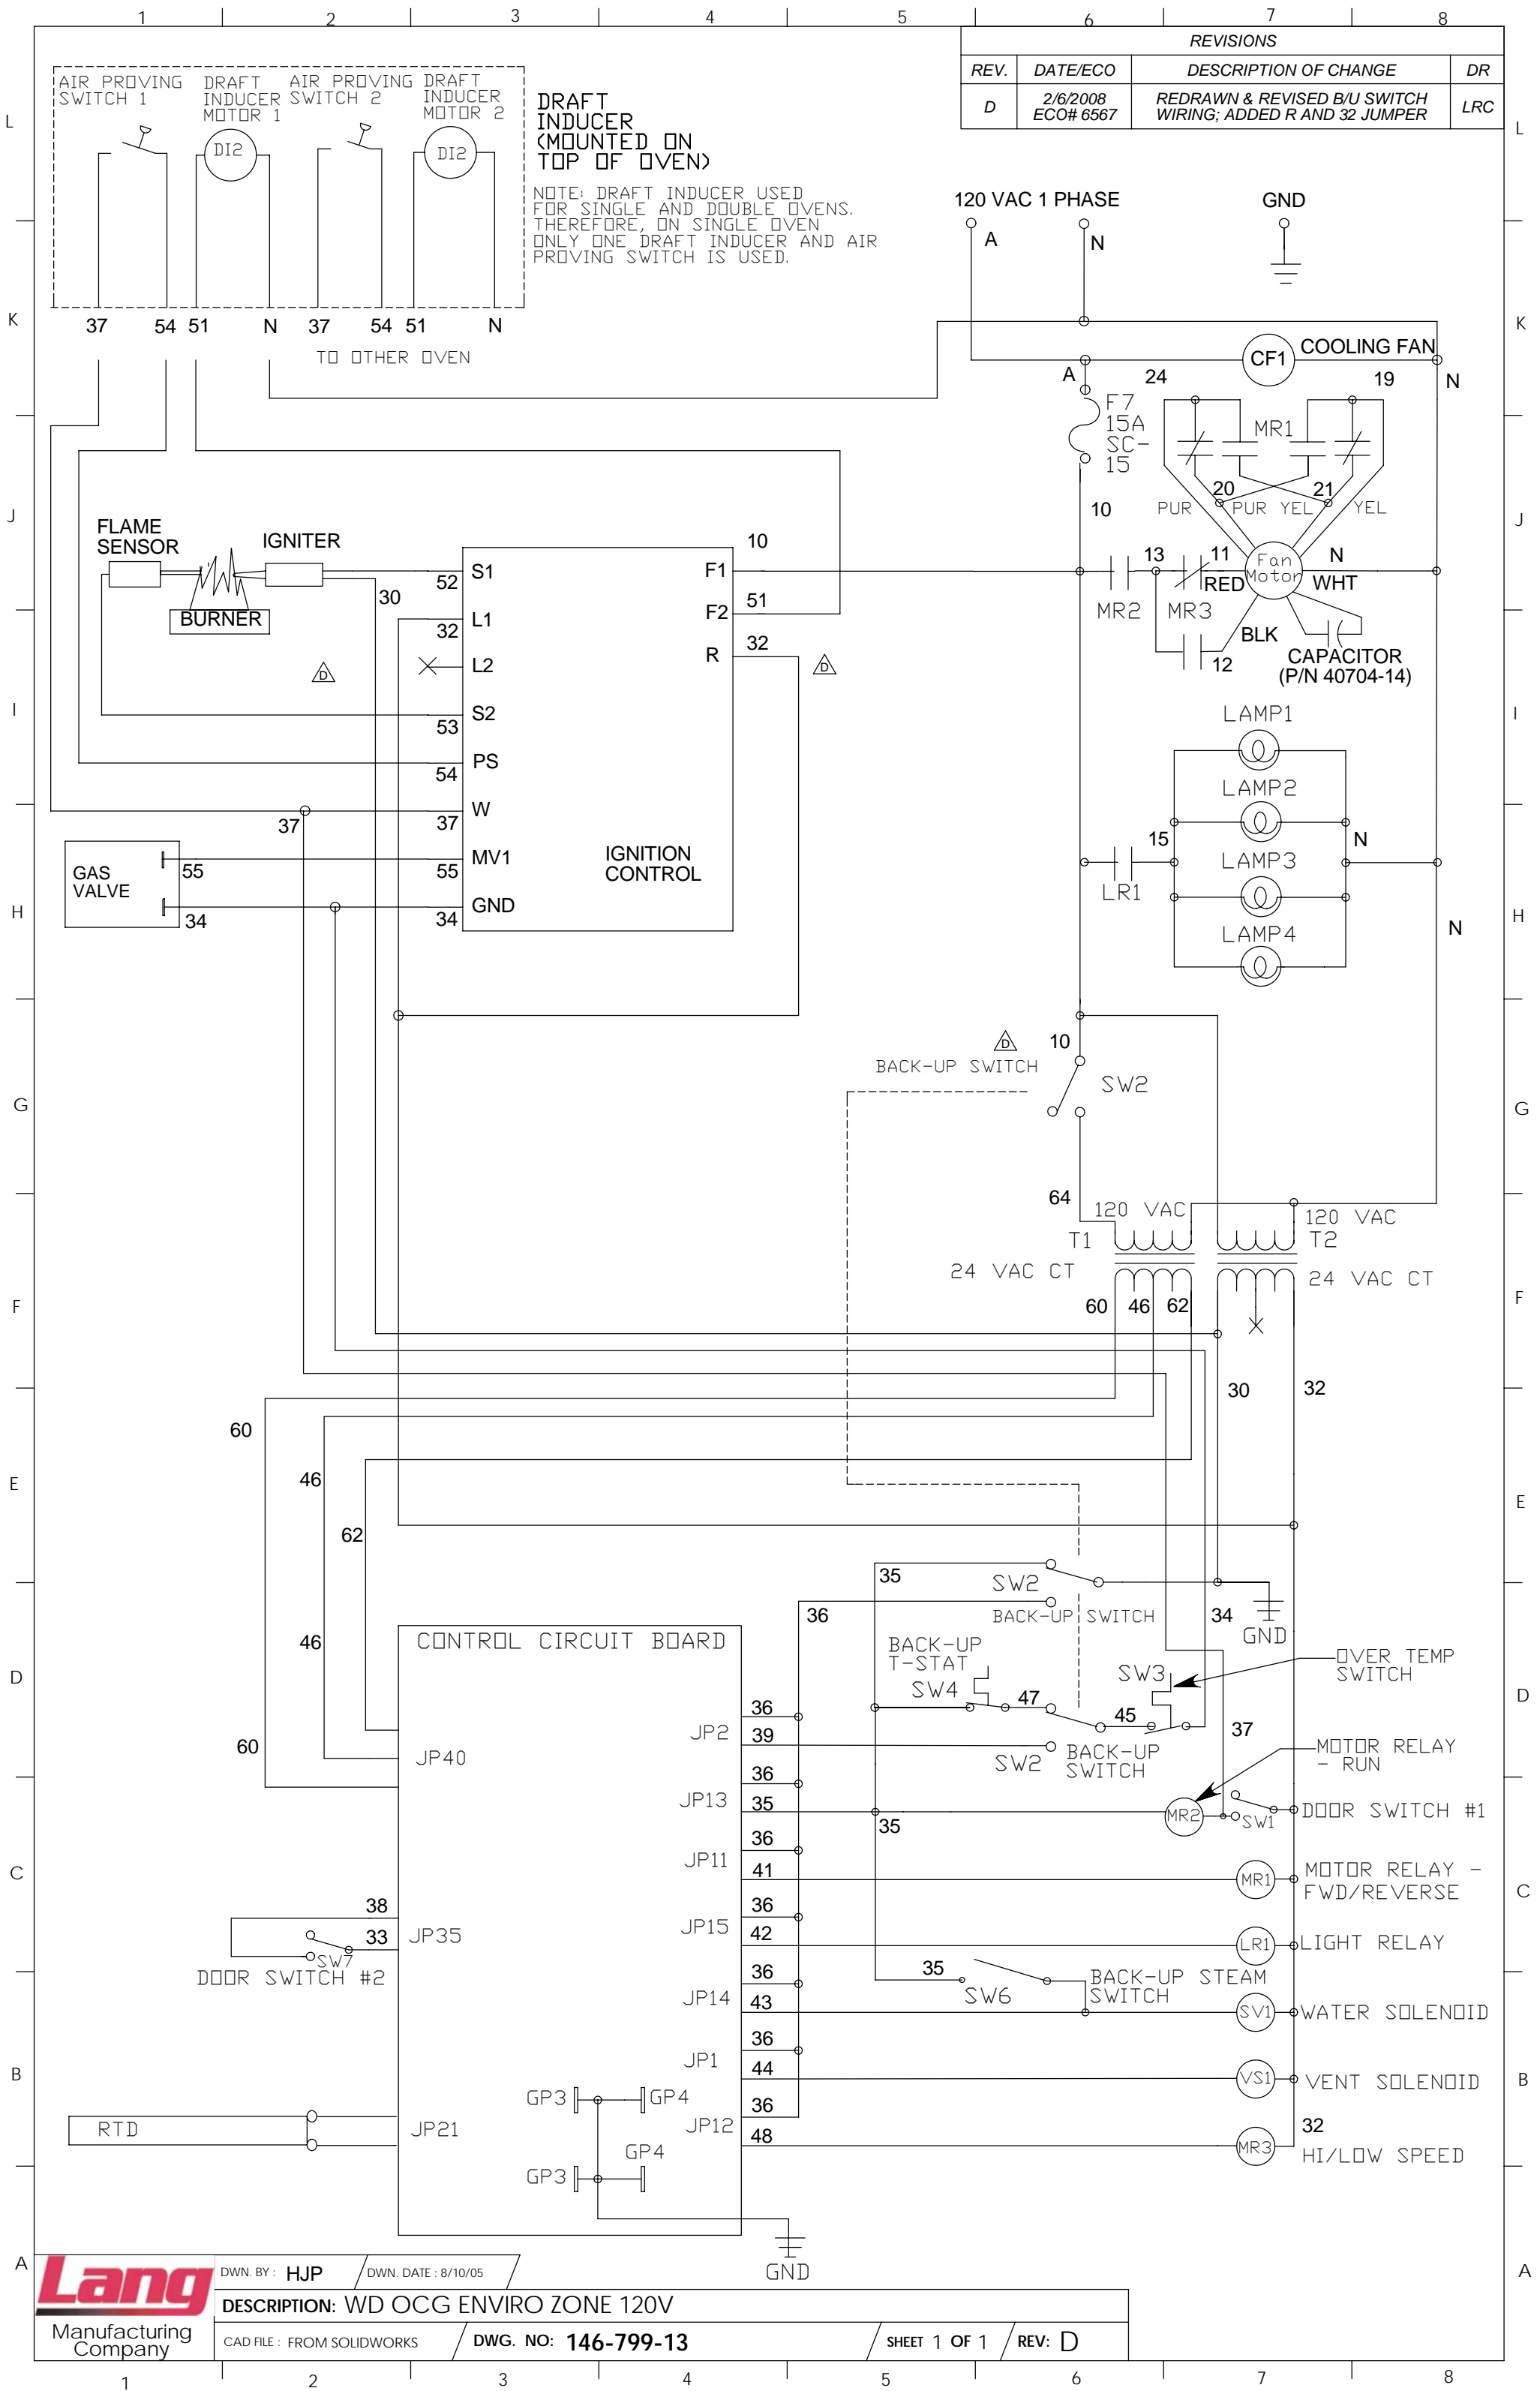 1 2 3 4 5 6 7 8
REVISIONS
REV. DATE/ECO DESCRIPTION OF CHANGE DR
D 2/6/2008 ECO# 6567 REDRAWN & REVISED B/U SWITCH WIRING; ADDED R AND 32 JUMPER LRC
AIR PROVING SWITCH 1
DRAFT INDUCER MOTOR 1
AIR PROVING SWITCH 2
DRAFT INDUCER MOTOR 2
DI2
DI2
DRAFT
INDUCER
(MOUNTED ON
TOP OF OVEN)
NOTE: DRAFT INDUCER USED
FOR SINGLE AND DOUBLE OVENS.
THEREFORE, ON SINGLE OVEN
ONLY ONE DRAFT INDUCER AND AIR
PROVING SWITCH IS USED.
L
L
120 VAC 1 PHASE
GND
A
N
K
K
37 54 51 N 37 54 51 N
TO OTHER OVEN
CF1
COOLING FAN
A
24
19
N
F7
15A
SC-
15
MR1
20
21
PUR PUR YEL YEL
10
J
J
FLAME
SENSOR
IGNITER
BURNER
30
10
S1
52
F1
51
F2
L1
32
32
R
L2
D
D
S2
53
PS
54
W
37
37
MV1
55
GND
34
IGNITION
CONTROL
GAS
VALVE
55
34
13
11
RED
Fan
Motor
N
WHT
MR2
MR3
BLK
12
CAPACITOR
(P/N 40704-14)
I
I
LAMP1
LAMP2
15
N
LAMP3
LR1
LAMP4
H
H
N
D
10
BACK-UP SWITCH
SW2
G
G
64
120 VAC
120 VAC
T1
T2
24 VAC CT
24 VAC CT
60 46 62
F
F
30
32
60
46
62
E
E
35
SW2
BACK-UP SWITCH
36
34
GND
CONTROL CIRCUIT BOARD
46
BACK-UP
T-STAT
SW4
47
SW3
OVER TEMP
SWITCH
45
D
D
36
JP2
39
60
JP40
SW2
BACK-UP
SWITCH
37
MOTOR RELAY
- RUN
36
JP13
35
35
MR2
SW1
DOOR SWITCH #1
36
JP11
41
MR1
MOTOR RELAY -
FWD/REVERSE
C
C
38
33
JP35
SW7
DOOR SWITCH #2
36
JP15
42
LR1
LIGHT RELAY
36
JP14
43
35
SW6
BACK-UP STEAM
SWITCH
SV1
WATER SOLENOID
36
JP1
44
VS1
VENT SOLENOID
B
B
GP3
GP4
RTD
JP21
36
JP12
48
32
MR3
HI/LOW SPEED
GP4
GP3
GND
A
A
Lang
Manufacturing
Company
DWN. BY : HJP
DWN. DATE : 8/10/05
DESCRIPTION: WD OCG ENVIRO ZONE 120V
CAD FILE : FROM SOLIDWORKS
DWG. NO: 146-799-13
SHEET 1 OF 1
REV: D
1 2 3 4 5 6 7 8